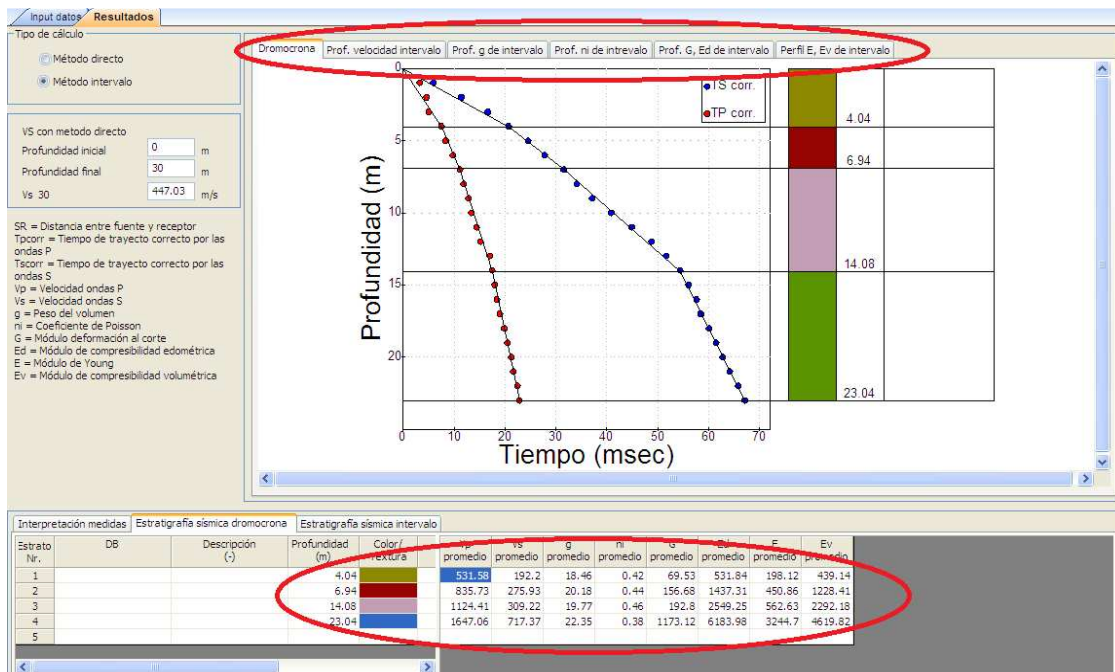 Input datos Resultados
Tipo de cálculo
Método directo
Método intervalo
VS con metodo directo
Profundidad inicial 0 m
Profundidad final 30 m
Vs 30 447.03 m/s
SR = Distancia entre fuente y receptor
Tpcorr = Tiempo de trayecto correcto por las
ondas P
Tscorr = Tiempo de trayecto correcto por las
ondas S
Vp = Velocidad ondas P
Vs = Velocidad ondas S
g = Peso del volumen
ni = Coeficiente de Poisson
G = Módulo deformación al corte
Ed = Módulo de compresibilidad edométrica
E = Módulo de Young
Ev = Módulo de compresibilidad volumétrica
Dromocrona Prof. velocidad intervalo Prof. g de intervalo Prof. ni de intrevalo Prof. G, Ed de intervalo Perfil E, Ev de intervalo
TS corr.
TP corr.
Profundidad (m)
0
5
10
15
20
0 10 20 30 40 50 60 70
Tiempo (msec)
4.04
6.94
14.08
23.04
Interpretación medidas Estratigrafía sísmica dromocrona Estratigrafía sísmica intervalo
Estrato DB Descripción Profundidad Color/ Vp Vs g ni G Ed E Ev
Nr. (-) (m) Textura promedio promedio promedio promedio promedio promedio promedio promedio
1 4.04 531.58 192.2 18.46 0.42 69.53 531.84 198.12 439.14
2 6.94 835.73 275.93 20.18 0.44 156.68 1437.31 450.86 1228.41
3 14.08 1124.41 309.22 19.77 0.46 192.8 2549.25 562.63 2292.18
4 23.04 1647.06 717.37 22.35 0.38 1173.12 6183.98 3244.7 4619.82
5